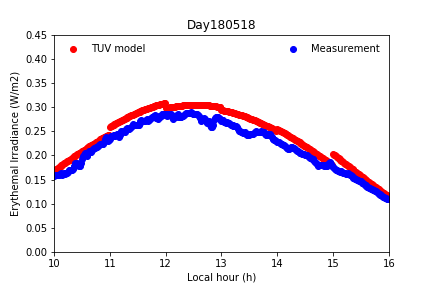 Day180518
TUV model
Measurement
Erythemal Irradiance (W/m2)
0.45
0.40
0.35
0.30
0.25
0.20
0.15
0.10
0.05
0.00
10 11 12 13 14 15 16
Local hour (h)